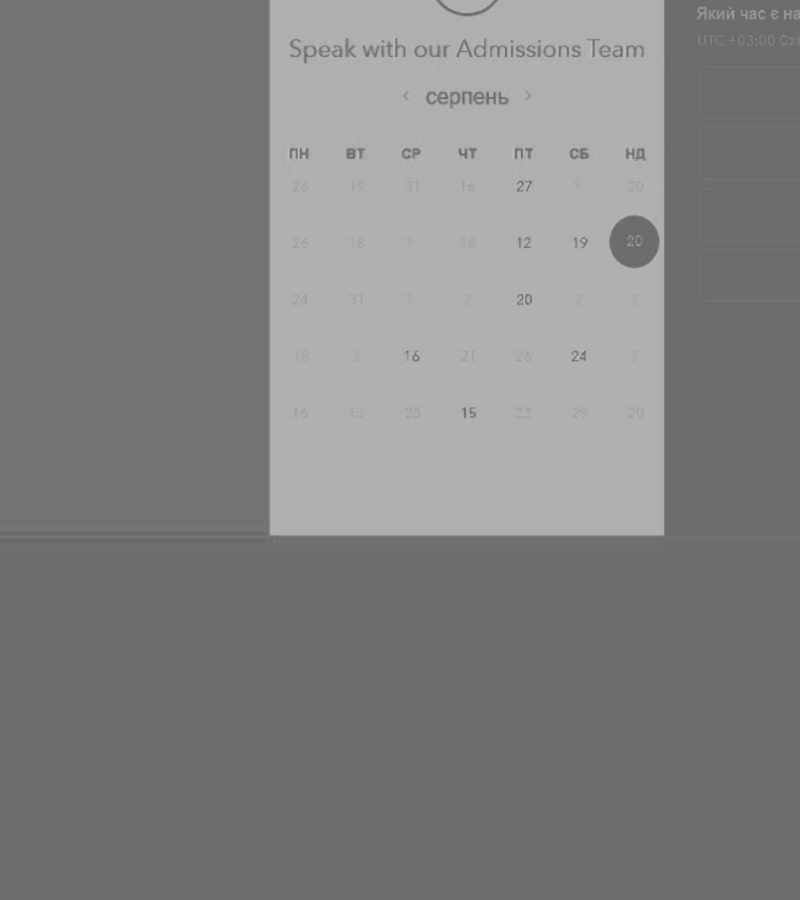 Який час є на
UTC +03:00 Сх
Speak with our Admissions Team
< серпень >
ПН ВТ СР ЧТ ПТ СБ НД
26 19 31 16 27 5 20
26 18 5 18 12 19 20
24 31 5 2 20 2 2
18 3 16 21 26 24 2
16 15 25 15 22 29 20